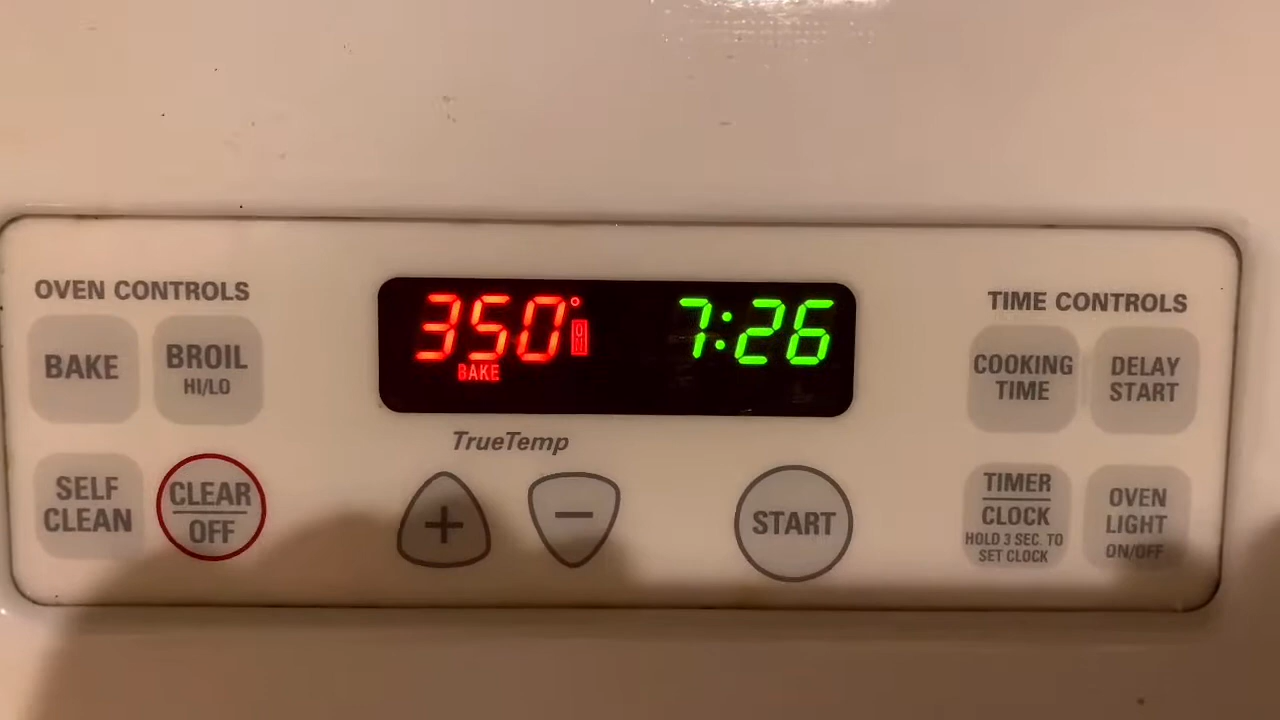 OVEN CONTROLS
BAKE
BROIL
HI/LO
SELF
CLEAN
CLEAR
OFF
350°
BAKE
7:26
TrueTemp
+
−
START
TIME CONTROLS
COOKING
TIME
DELAY
START
TIMER
CLOCK
HOLD 3 SEC. TO
SET CLOCK
OVEN
LIGHT
ON/OFF